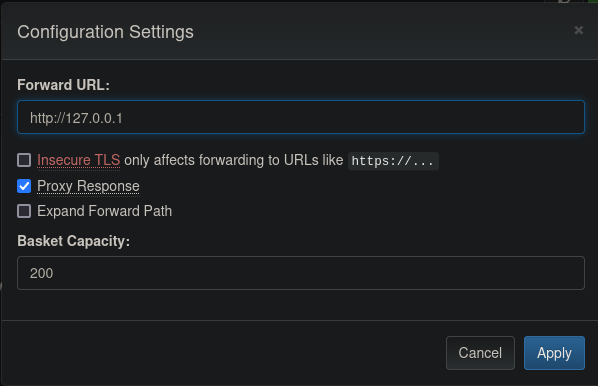 Configuration Settings
×
Forward URL:
http://127.0.0.1
Insecure TLS only affects forwarding to URLs like https://...
Proxy Response
Expand Forward Path
Basket Capacity:
200
Cancel
Apply